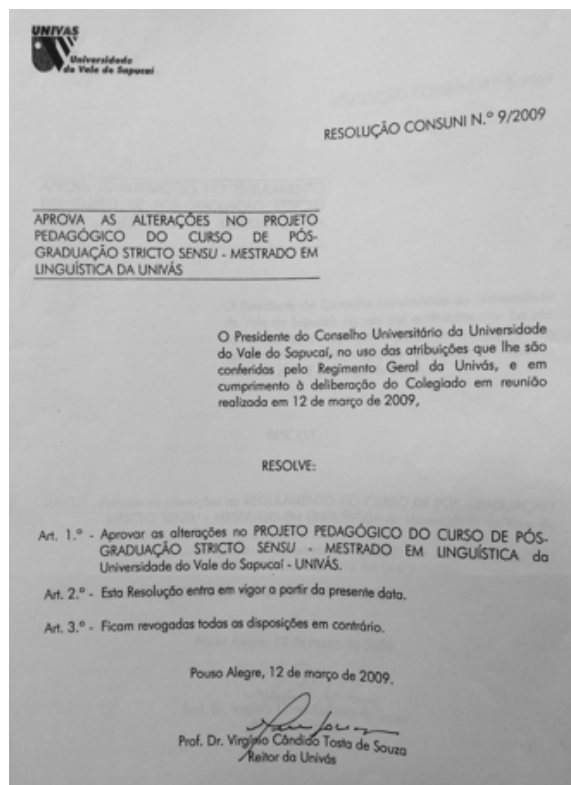 UNIVAS
Universidade
do Vale do Sapucaí
RESOLUÇÃO CONSUNI N.º 9/2009
APROVA AS ALTERAÇÕES NO PROJETO
PEDAGÓGICO DO CURSO DE PÓS-
GRADUAÇÃO STRICTO SENSU - MESTRADO EM
LINGUÍSTICA DA UNIVÁS
O Presidente do Conselho Universitário da Universidade
do Vale do Sapucaí, no uso das atribuições que lhe são
conferidas pelo Regimento Geral da Univás, e em
cumprimento à deliberação do Colegiado em reunião
realizada em 12 de março de 2009,
RESOLVE:
Art. 1.º - Aprovar as alterações no PROJETO PEDAGÓGICO DO CURSO DE PÓS-
GRADUAÇÃO STRICTO SENSU - MESTRADO EM LINGUÍSTICA da
Universidade do Vale do Sapucaí - UNIVÁS.
Art. 2.º - Esta Resolução entra em vigor a partir da presente data.
Art. 3.º - Ficam revogadas todas as disposições em contrário.
Pouso Alegre, 12 de março de 2009.
Prof. Dr. Virgínio Cândido Tosta de Souza
Reitor da Univás